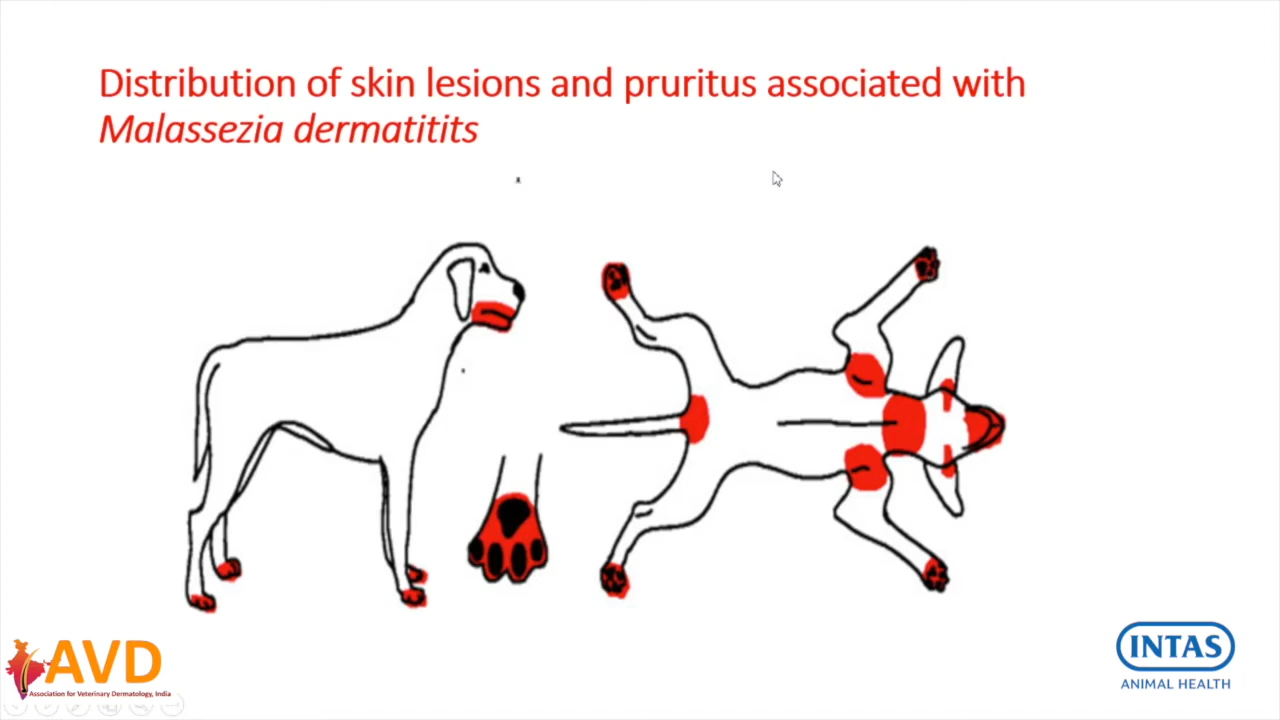 Distribution of skin lesions and pruritus associated with
Malassezia dermatitits
AVD
Association for Veterinary Dermatology, India
INTAS
ANIMAL HEALTH